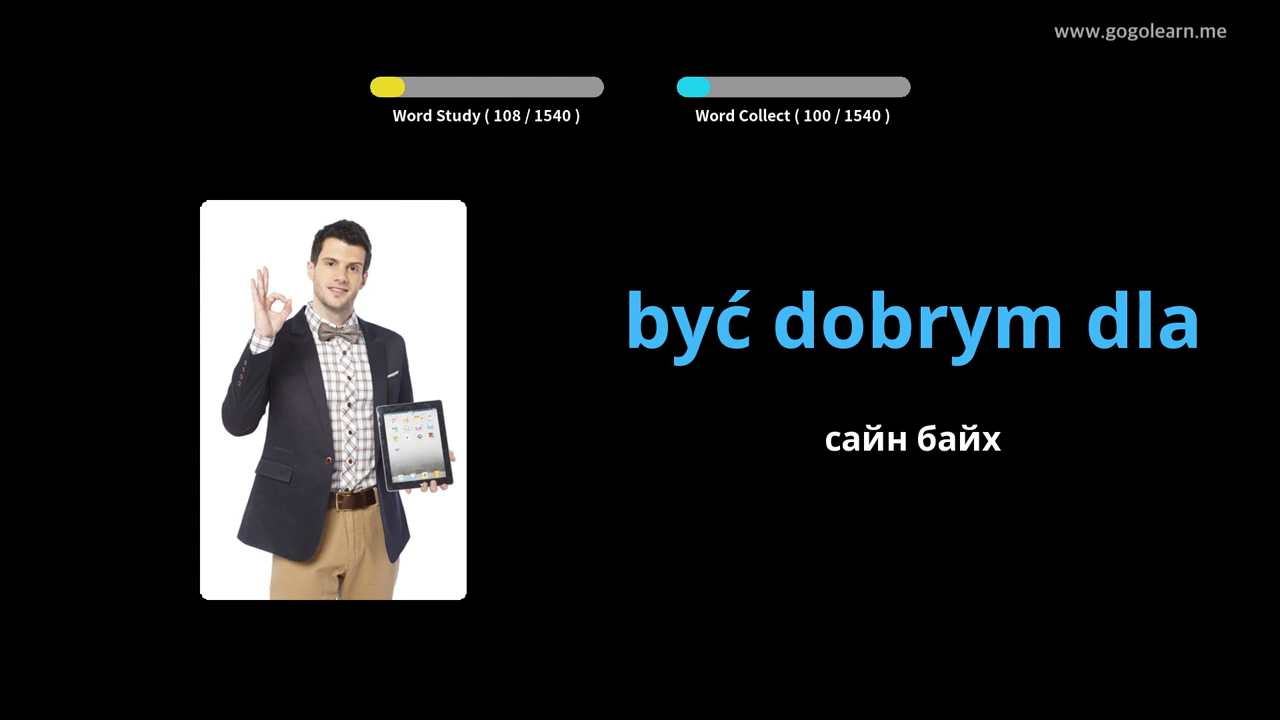 www.gogolearn.me
Word Study ( 108 / 1540 )
Word Collect ( 100 / 1540 )
być dobrym dla
сайн байх